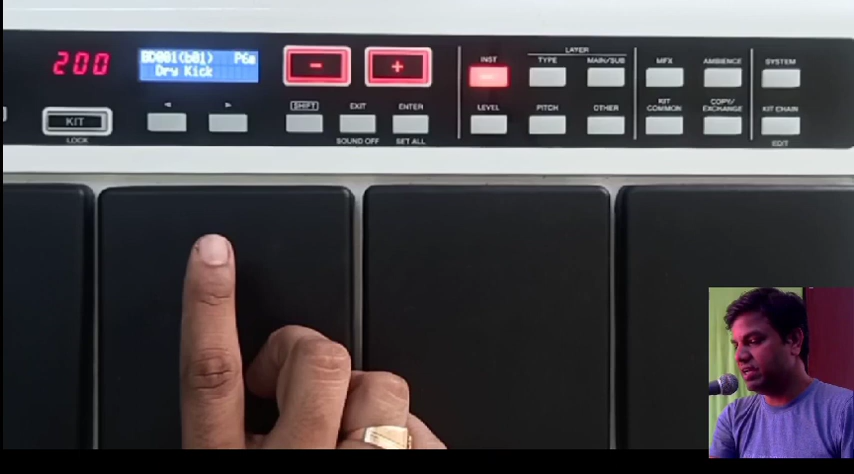 200
BD001(b01) P6m
Dry Kick
-
+
INST
LAYER
TYPE
MAIN/SUB
MFX
AMBIENCE
SYSTEM
KIT
LOCK
SHIFT
EXIT
ENTER
SOUND OFF
SET ALL
LEVEL
PITCH
OTHER
KIT
COMMON
COPY/
EXCHANGE
KIT CHAIN
EDIT